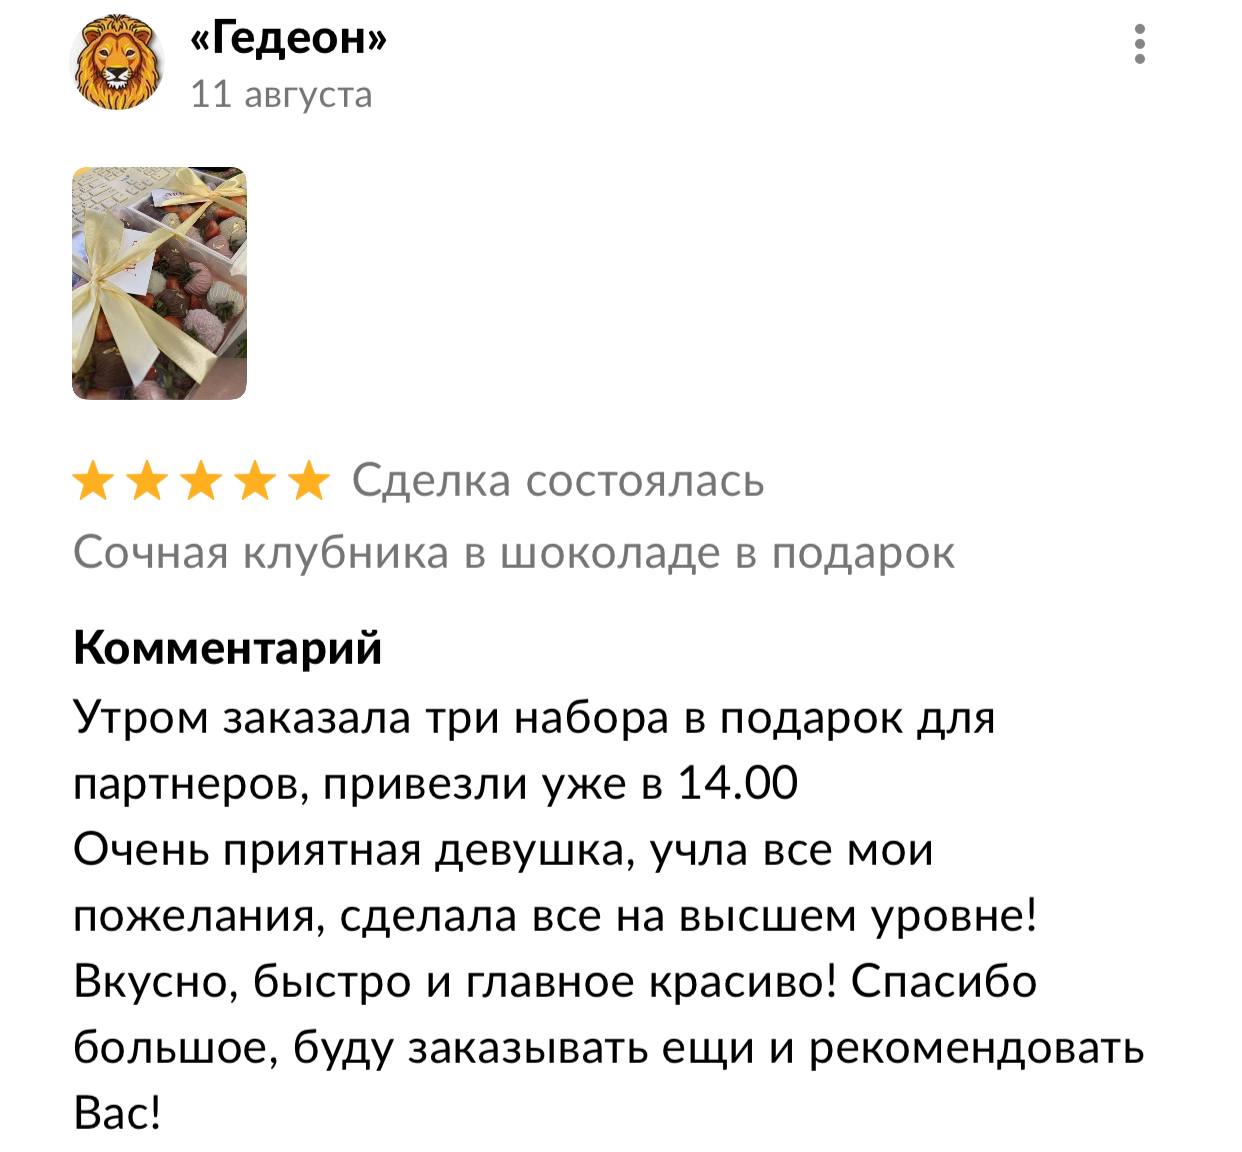 «Гедеон»
11 августа
Сделка состоялась
Сочная клубника в шоколаде в подарок
Комментарий
Утром заказала три набора в подарок для
партнеров, привезли уже в 14.00
Очень приятная девушка, учла все мои
пожелания, сделала все на высшем уровне!
Вкусно, быстро и главное красиво! Спасибо
большое, буду заказывать ещи и рекомендовать
Вас!